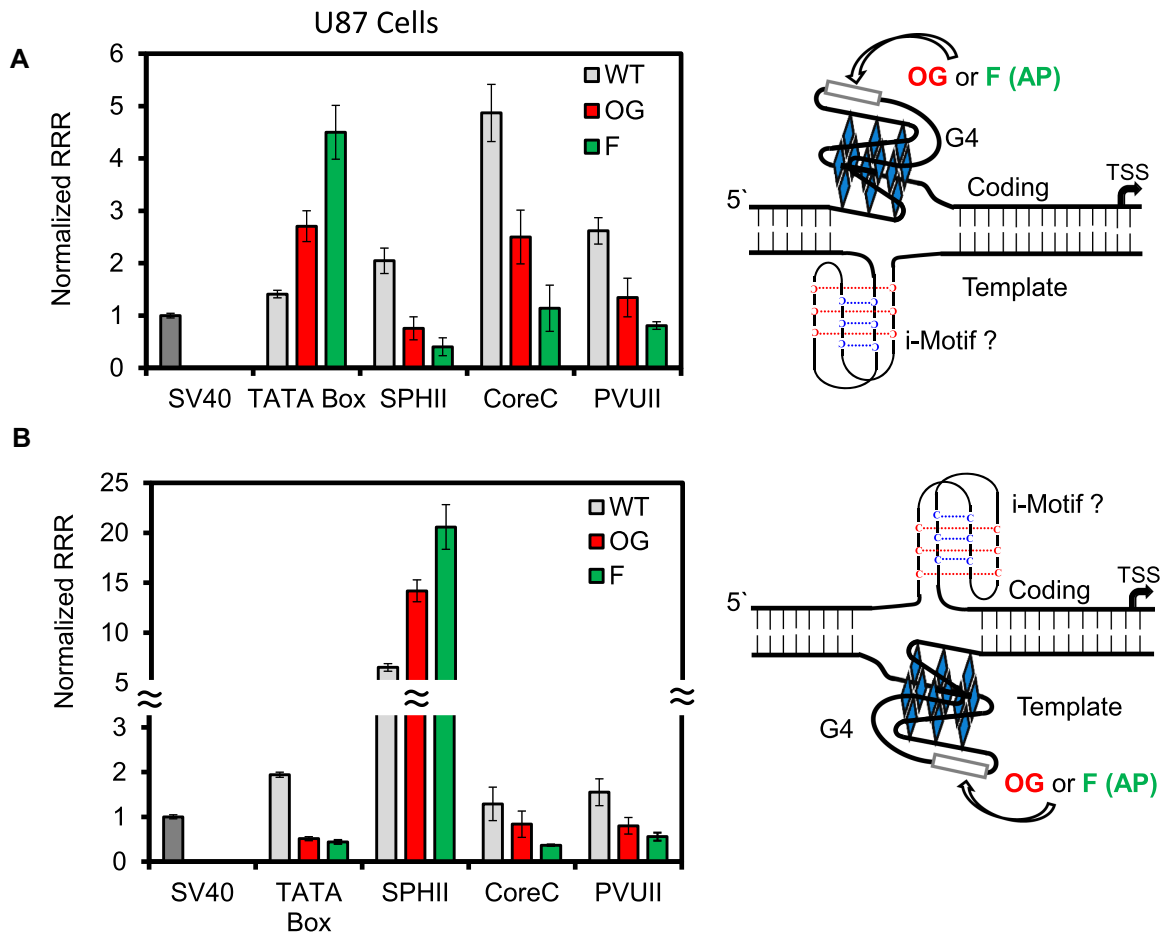 U87 Cells
A
Normalized RRR
6
5
4
3
2
1
0
WT
OG
F
SV40
TATA Box
SPHII
CoreC
PVUII
OG or F (AP)
G4
5`
Coding
TSS
Template
C C
C C
C C
C C
C C
C C
i-Motif ?
B
Normalized RRR
25
20
15
10
5
≈ ≈ ≈
3
2
1
0
WT
OG
F
SV40
TATA
Box
SPHII
CoreC
PVUII
C C
C C
C C
C C
C C
C C
i-Motif ?
5`
Coding
TSS
Template
G4
OG or F (AP)